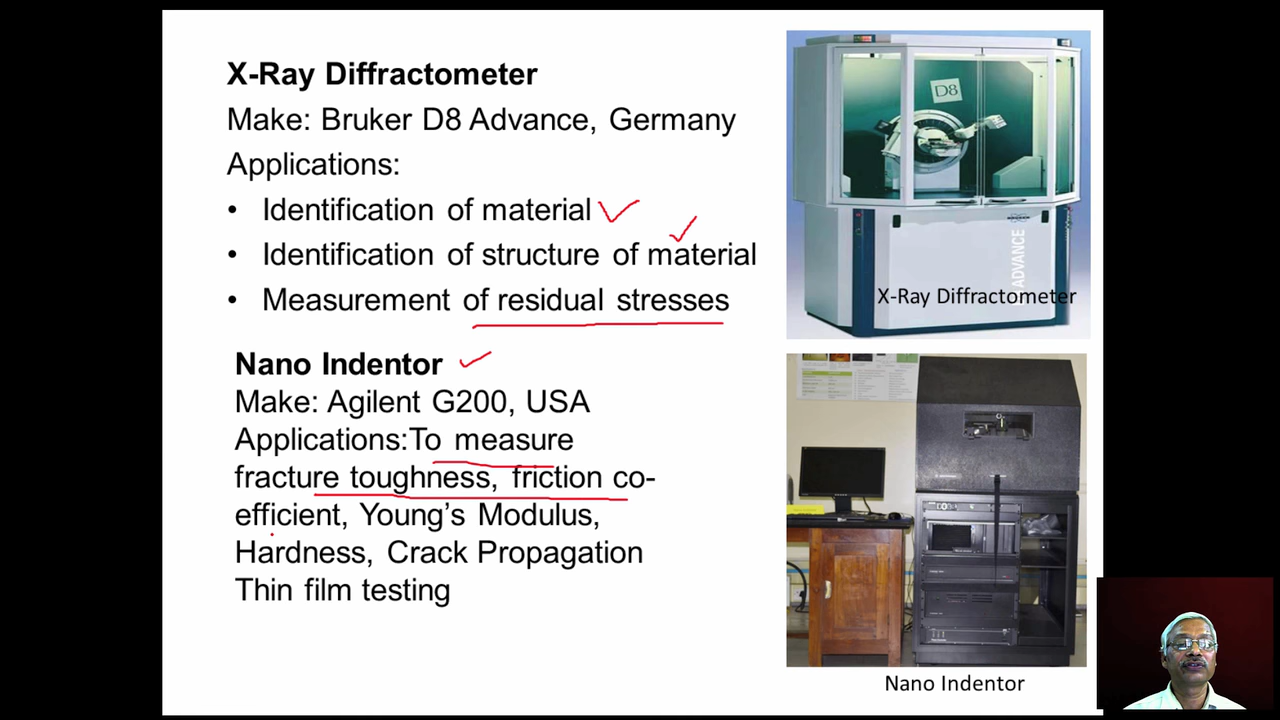 X-Ray Diffractometer
Make: Bruker D8 Advance, Germany
Applications:
• Identification of material
• Identification of structure of material
• Measurement of residual stresses
Nano Indentor
Make: Agilent G200, USA
Applications:To measure
fracture toughness, friction co-
efficient, Young's Modulus,
Hardness, Crack Propagation
Thin film testing
D8
ADVANCE
X-Ray Diffractometer
Nano Indentor